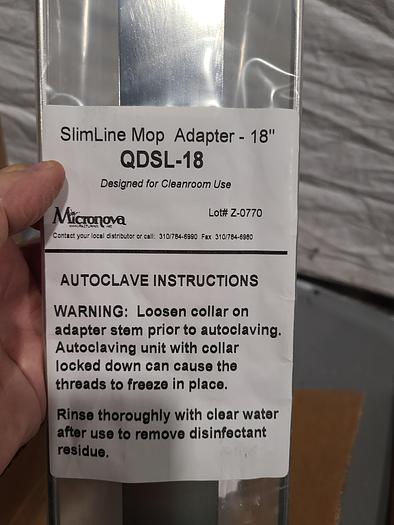 SlimLine Mop Adapter - 18"
QDSL-18
Designed for Cleanroom Use
Micronova
Lot# Z-0770
Contact your local distributor or call: 310/784-6990 Fax 310/784-6980
AUTOCLAVE INSTRUCTIONS
WARNING: Loosen collar on
adapter stem prior to autoclaving.
Autoclaving unit with collar
locked down can cause the
threads to freeze in place.
Rinse thoroughly with clear water
after use to remove disinfectant
residue.